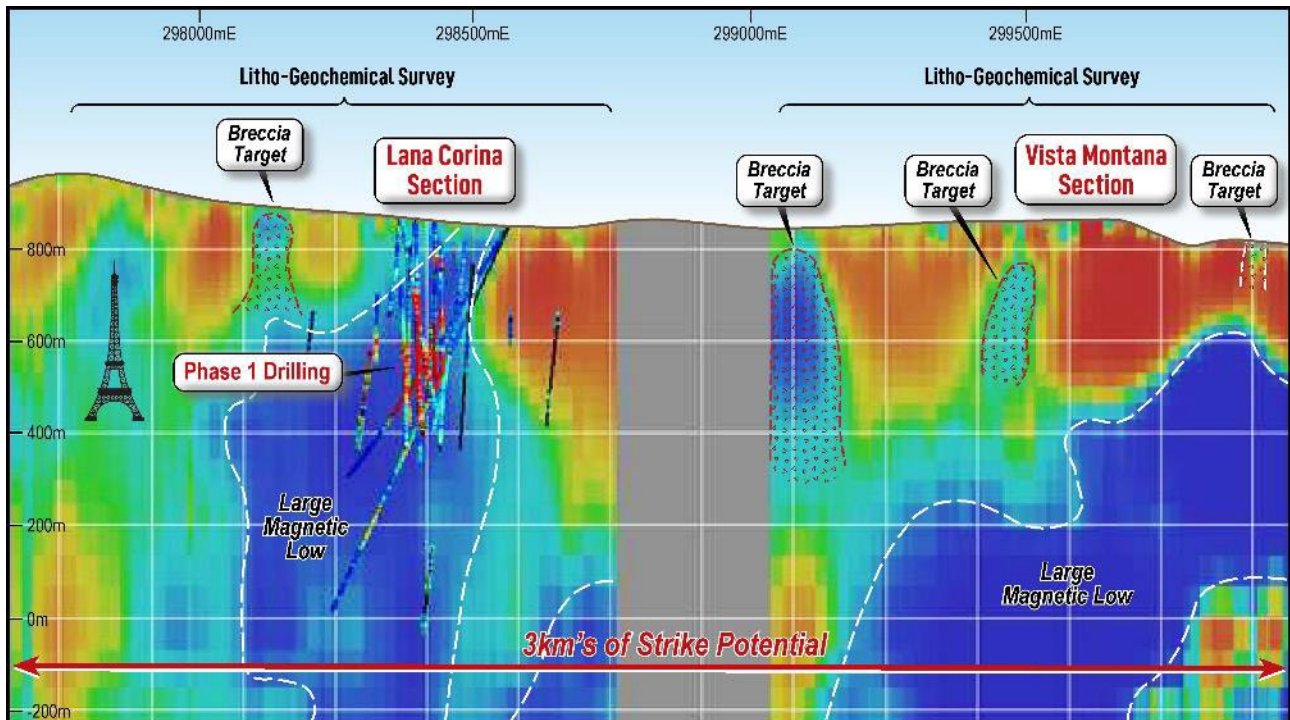 298000mE
298500mE
299000mE
299500mE
Litho-Geochemical Survey
Litho-Geochemical Survey
Breccia
Target
Lana Corina
Section
Breccia
Target
Breccia
Target
Vista Montana
Section
Breccia
Target
800m
600m
Phase 1 Drilling
400m
Large
Magnetic
Low
200m
Large
Magnetic Low
0m
3km's of Strike Potential
-200m